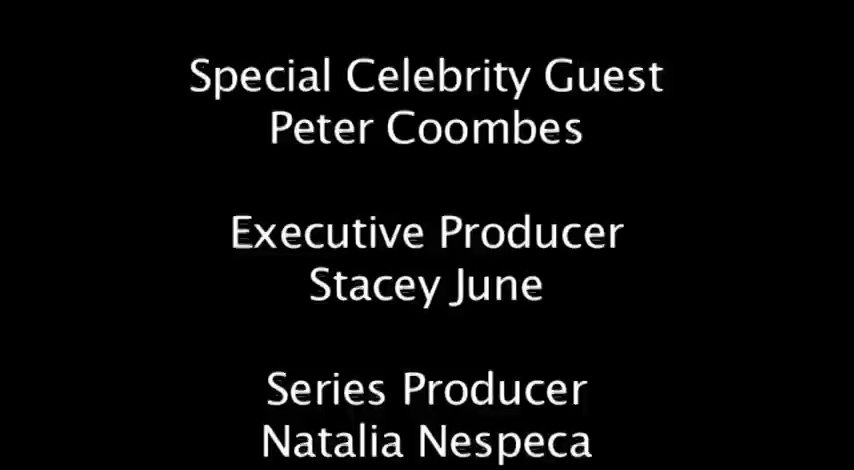 Special Celebrity Guest
Peter Coombes
Executive Producer
Stacey June
Series Producer
Natalia Nespeca